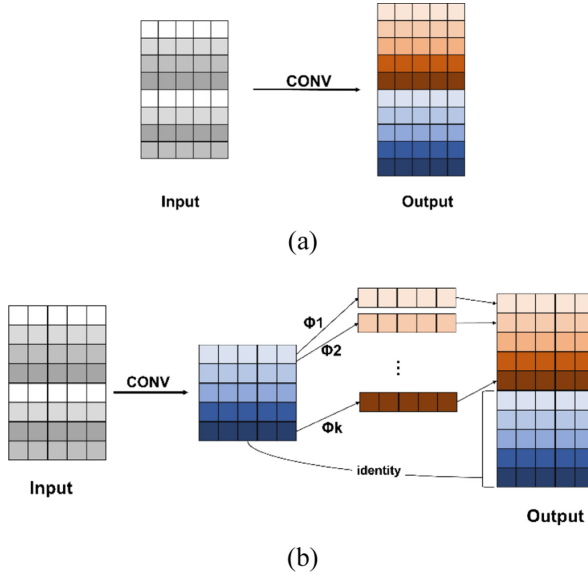 CONV
Input
Output
(a)
Φ1
Φ2
⋮
CONV
Φk
identity
Input
Output
(b)